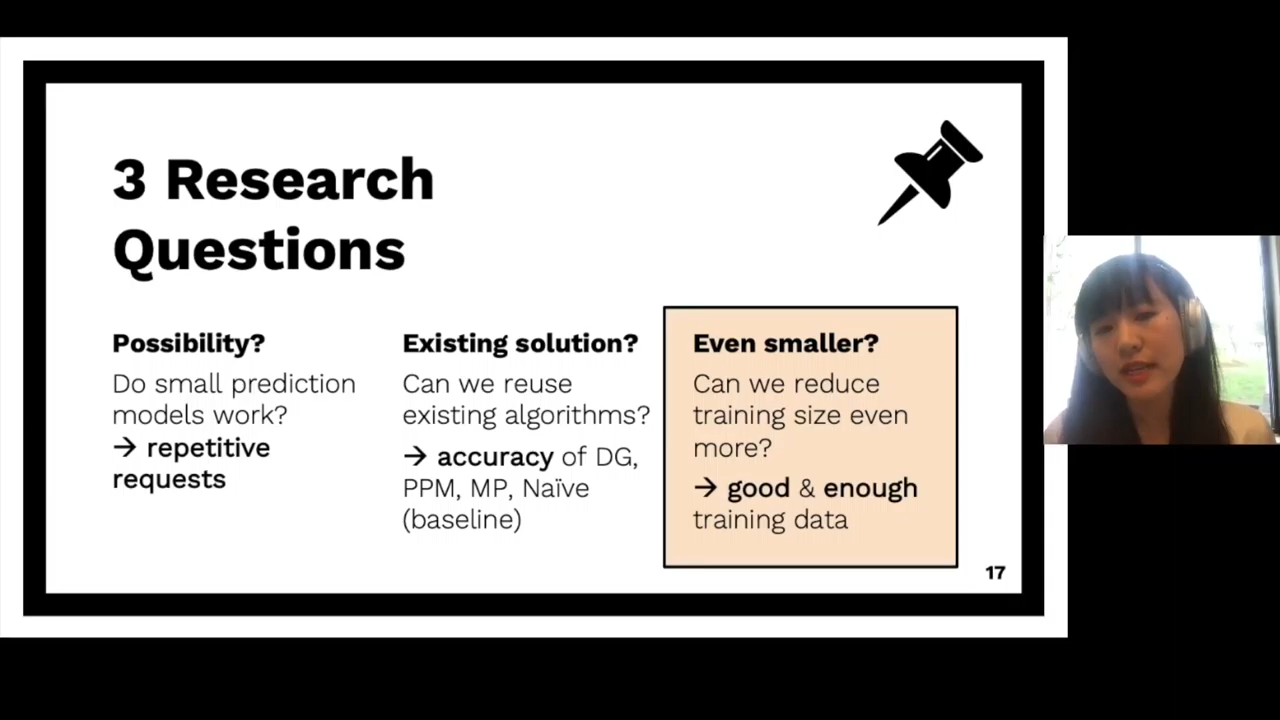 3 Research
Questions
Possibility?
Do small prediction
models work?
→ repetitive
requests
Existing solution?
Can we reuse
existing algorithms?
→ accuracy of DG,
PPM, MP, Naïve
(baseline)
Even smaller?
Can we reduce
training size even
more?
→ good & enough
training data
17